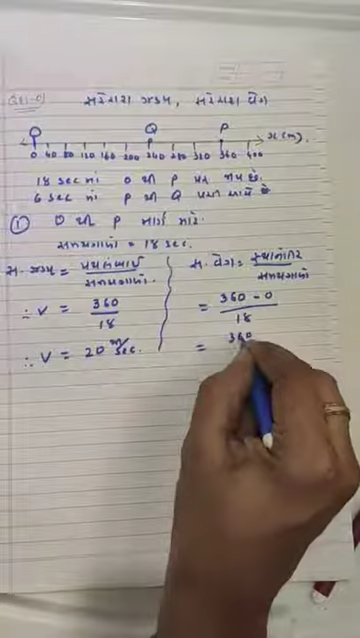 સરેરાશ ઝડપ, સરેરાશ વેગ
O Q P
0 40 80 120 160 200 240 280 320 360 400 x(m).
18 sec માં O થી P પર જાય છે.
6 sec માં P થી Q પર આવે છે
① O થી P માર્ગ માટે.
સમયગાળો = 18 sec.
સ. ઝડપ = પથલંબાઈ / સમયગાળો.
સ. વેગ = સ્થાનાંતર / સમયગાળો
∴ V = 360 / 18
= 360 - 0 / 18
∴ V = 20 m/sec.
= 360